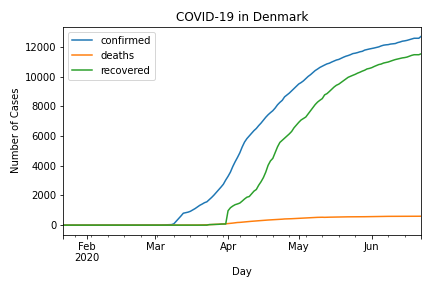 COVID-19 in Denmark
confirmed
deaths
recovered
Number of Cases
12000
10000
8000
6000
4000
2000
0
Feb
2020
Mar
Apr
May
Jun
Day